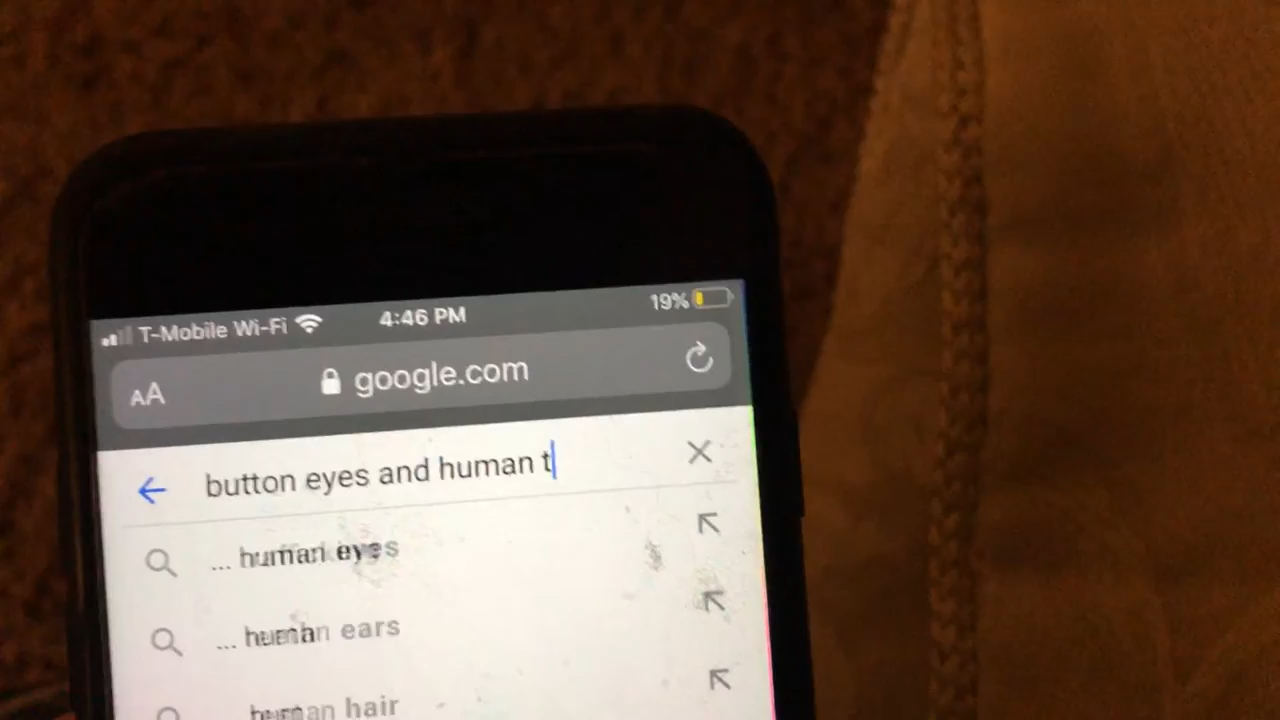 T-Mobile Wi-Fi 4:46 PM 19%
AA google.com
button eyes and human t
... human eyes
... human ears
human hair